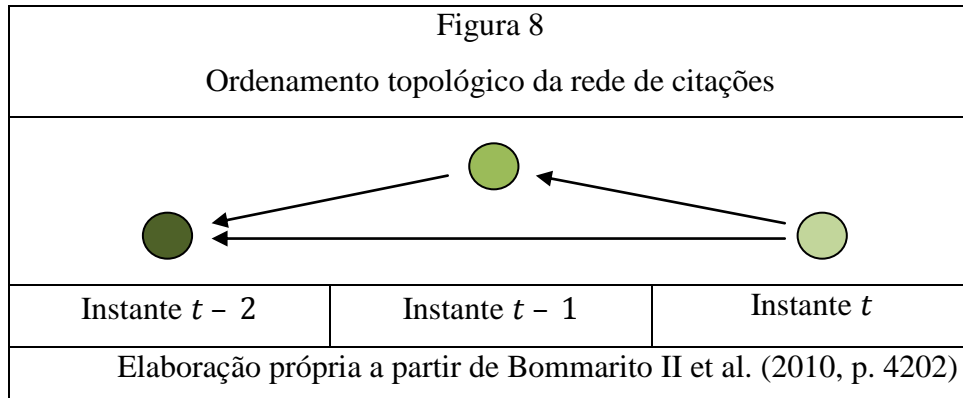 Figura 8
Ordenamento topológico da rede de citações
Instante t – 2
Instante t – 1
Instante t
Elaboração própria a partir de Bommarito II et al. (2010, p. 4202)